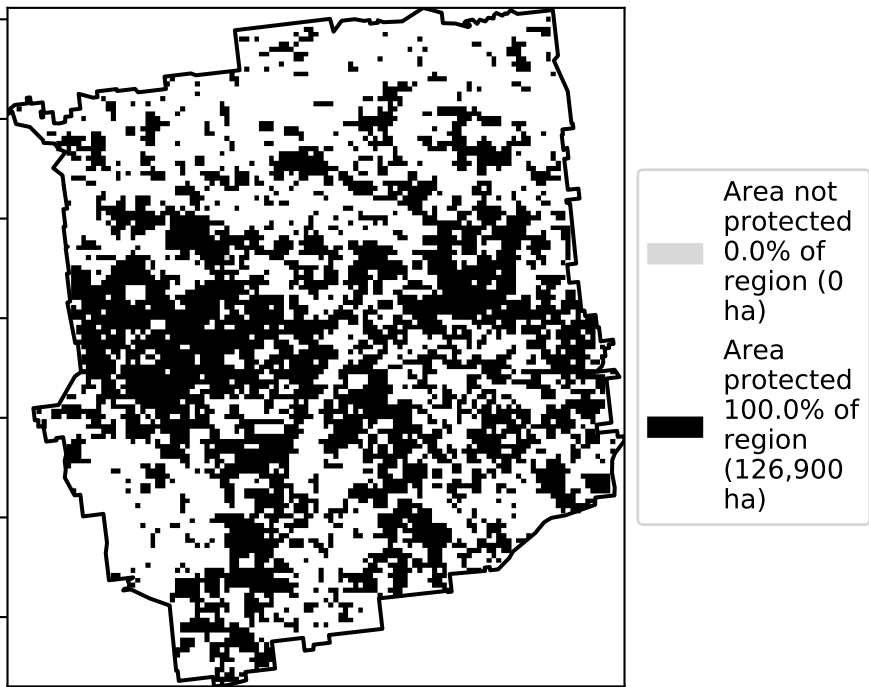 Area not
protected
0.0% of
region (0
ha)
Area
protected
100.0% of
region
(126,900
ha)